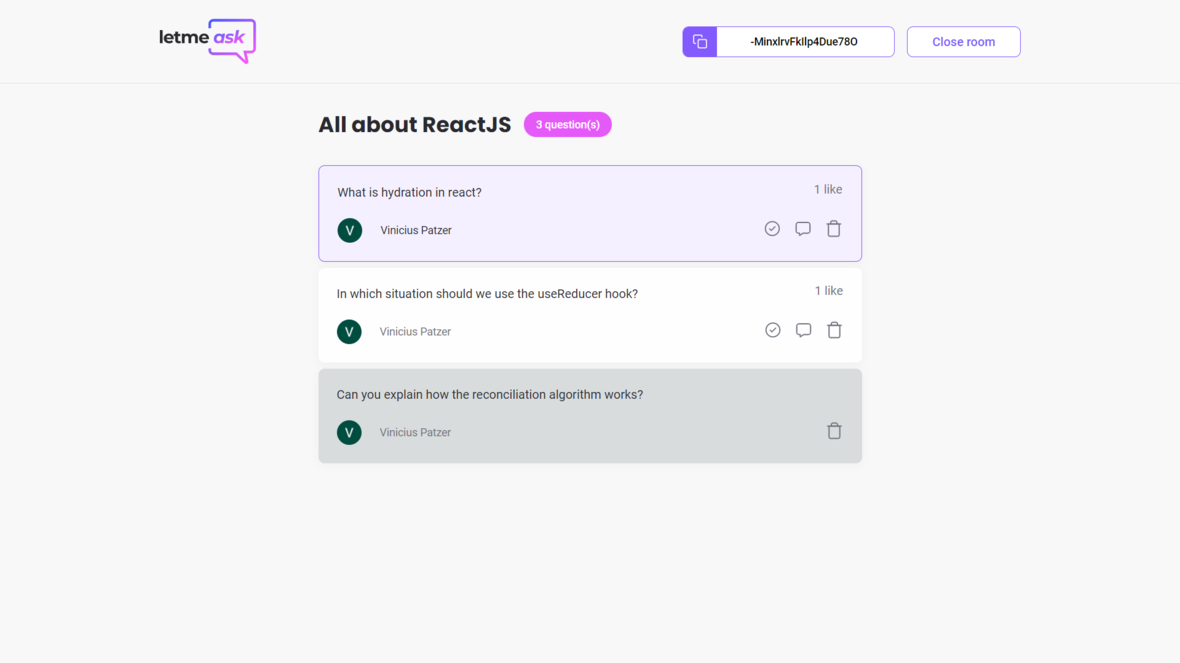 letmeask
-MinxlrvFkIlp4Due78O
Close room
All about ReactJS
3 question(s)
What is hydration in react?
1 like
V
Vinicius Patzer
In which situation should we use the useReducer hook?
1 like
V
Vinicius Patzer
Can you explain how the reconciliation algorithm works?
V
Vinicius Patzer